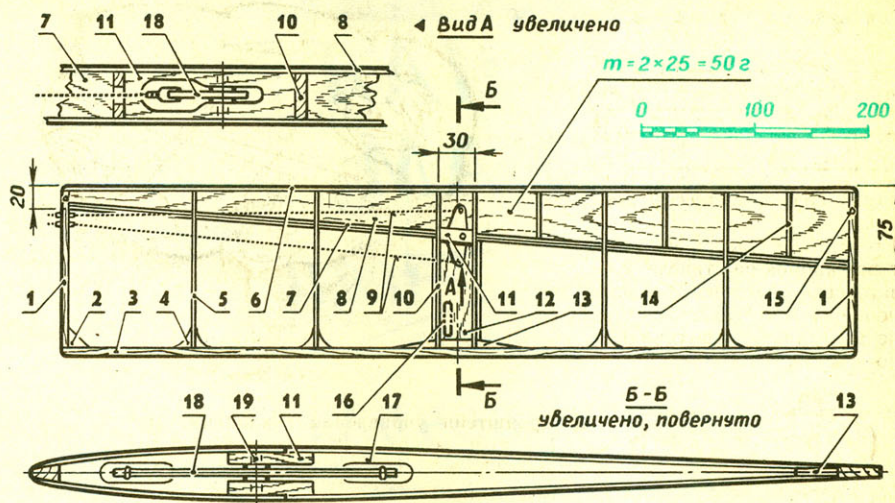 7 11 18 10 8
Вид А увеличено
Б
m = 2×25 = 50 г
0 100 200
30
20
75
А
1 2 3 4 5 6 7 8 9 10 11 12 13 14 15 1
Б
16
Б-Б
увеличено, повернуто
18 19 11 17 13